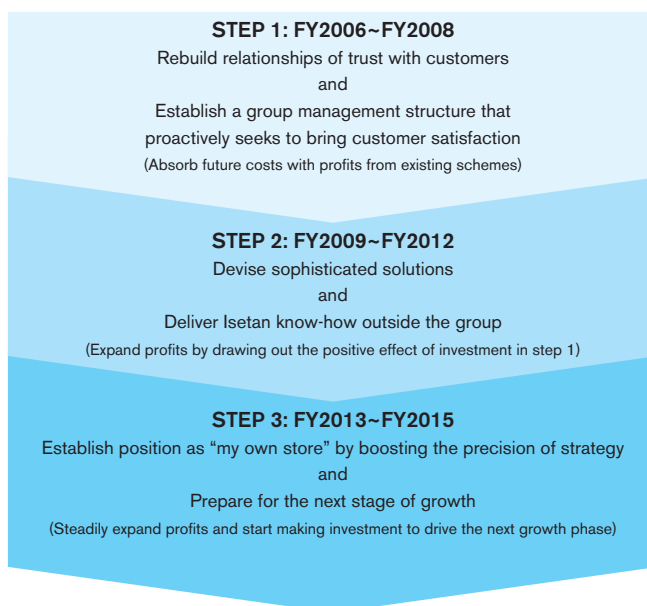 STEP 1: FY2006~FY2008
Rebuild relationships of trust with customers
and
Establish a group management structure that
proactively seeks to bring customer satisfaction
(Absorb future costs with profits from existing schemes)
STEP 2: FY2009~FY2012
Devise sophisticated solutions
and
Deliver Isetan know-how outside the group
(Expand profits by drawing out the positive effect of investment in step 1)
STEP 3: FY2013~FY2015
Establish position as “my own store” by boosting the precision of strategy
and
Prepare for the next stage of growth
(Steadily expand profits and start making investment to drive the next growth phase)